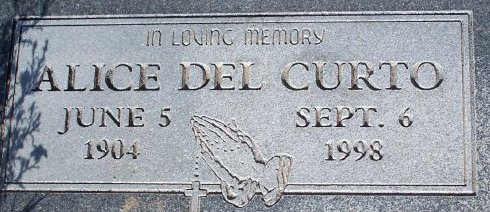 IN LOVING MEMORY
ALICE DEL CURTO
JUNE 5 SEPT. 6
1904 1998